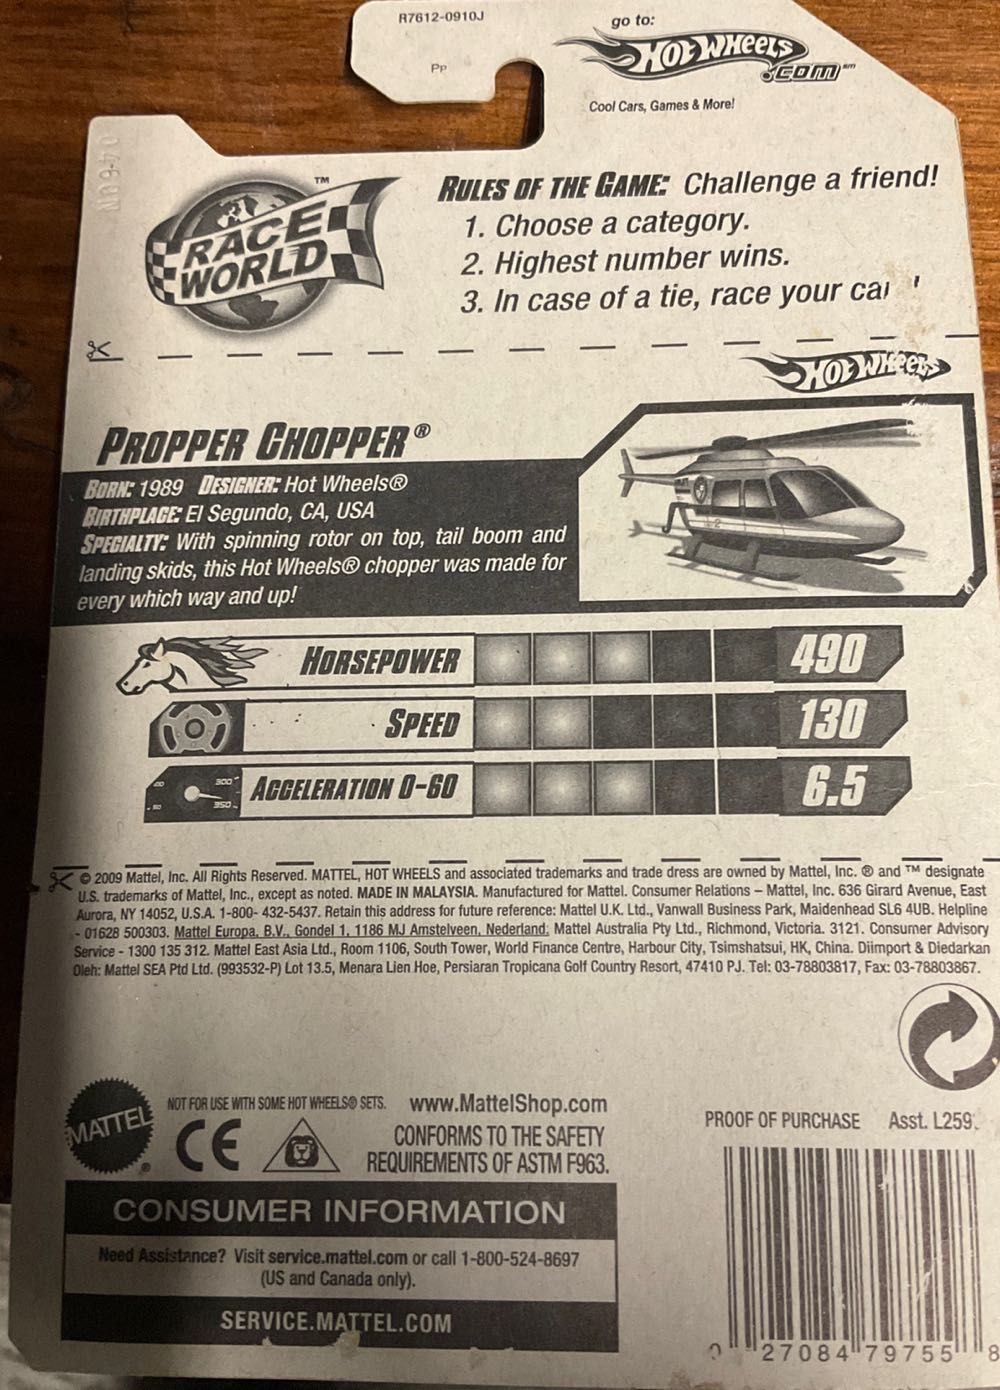 R7612-0910J
Pp
go to:
HOT WHEELS
.COM℠
Cool Cars, Games & More!
RACE WORLD™
RULES OF THE GAME: Challenge a friend!
1. Choose a category.
2. Highest number wins.
3. In case of a tie, race your
HOT WHEELS
PROPPER CHOPPER®
BORN: 1989 DESIGNER: Hot Wheels®
BIRTHPLACE: El Segundo, CA, USA
SPECIALTY: With spinning rotor on top, tail boom and
landing skids, this Hot Wheels® chopper was made for
every which way and up!
HORSEPOWER 490
SPEED 130
ACCELERATION 0-60 6.5
© 2009 Mattel, Inc. All Rights Reserved. MATTEL, HOT WHEELS and associated trademarks and trade dress are owned by Mattel, Inc. ® and ™ designate
U.S. trademarks of Mattel, Inc., except as noted. MADE IN MALAYSIA. Manufactured for Mattel. Consumer Relations – Mattel, Inc. 636 Girard Avenue, East
Aurora, NY 14052, U.S.A. 1-800- 432-5437. Retain this address for future reference: Mattel U.K. Ltd., Vanwall Business Park, Maidenhead SL6 4UB. Helpline
- 01628 500303. Mattel Europa, B.V., Gondel 1, 1186 MJ Amstelveen, Nederland. Mattel Australia Pty Ltd., Richmond, Victoria. 3121. Consumer Advisory
Service - 1300 135 312. Mattel East Asia Ltd., Room 1106, South Tower, World Finance Centre, Harbour City, Tsimshatsui, HK, China. Diimport & Diedarkan
Oleh: Mattel SEA Ptd Ltd. (993532-P) Lot 13.5, Menara Lien Hoe, Persiaran Tropicana Golf Country Resort, 47410 PJ. Tel: 03-78803817, Fax: 03-78803867.
MATTEL®
NOT FOR USE WITH SOME HOT WHEELS® SETS. www.MattelShop.com
CE
CONFORMS TO THE SAFETY
REQUIREMENTS OF ASTM F963.
PROOF OF PURCHASE Asst. L259
CONSUMER INFORMATION
Need Assistance? Visit service.mattel.com or call 1-800-524-8697
(US and Canada only).
SERVICE.MATTEL.COM
0 27084 79755 8